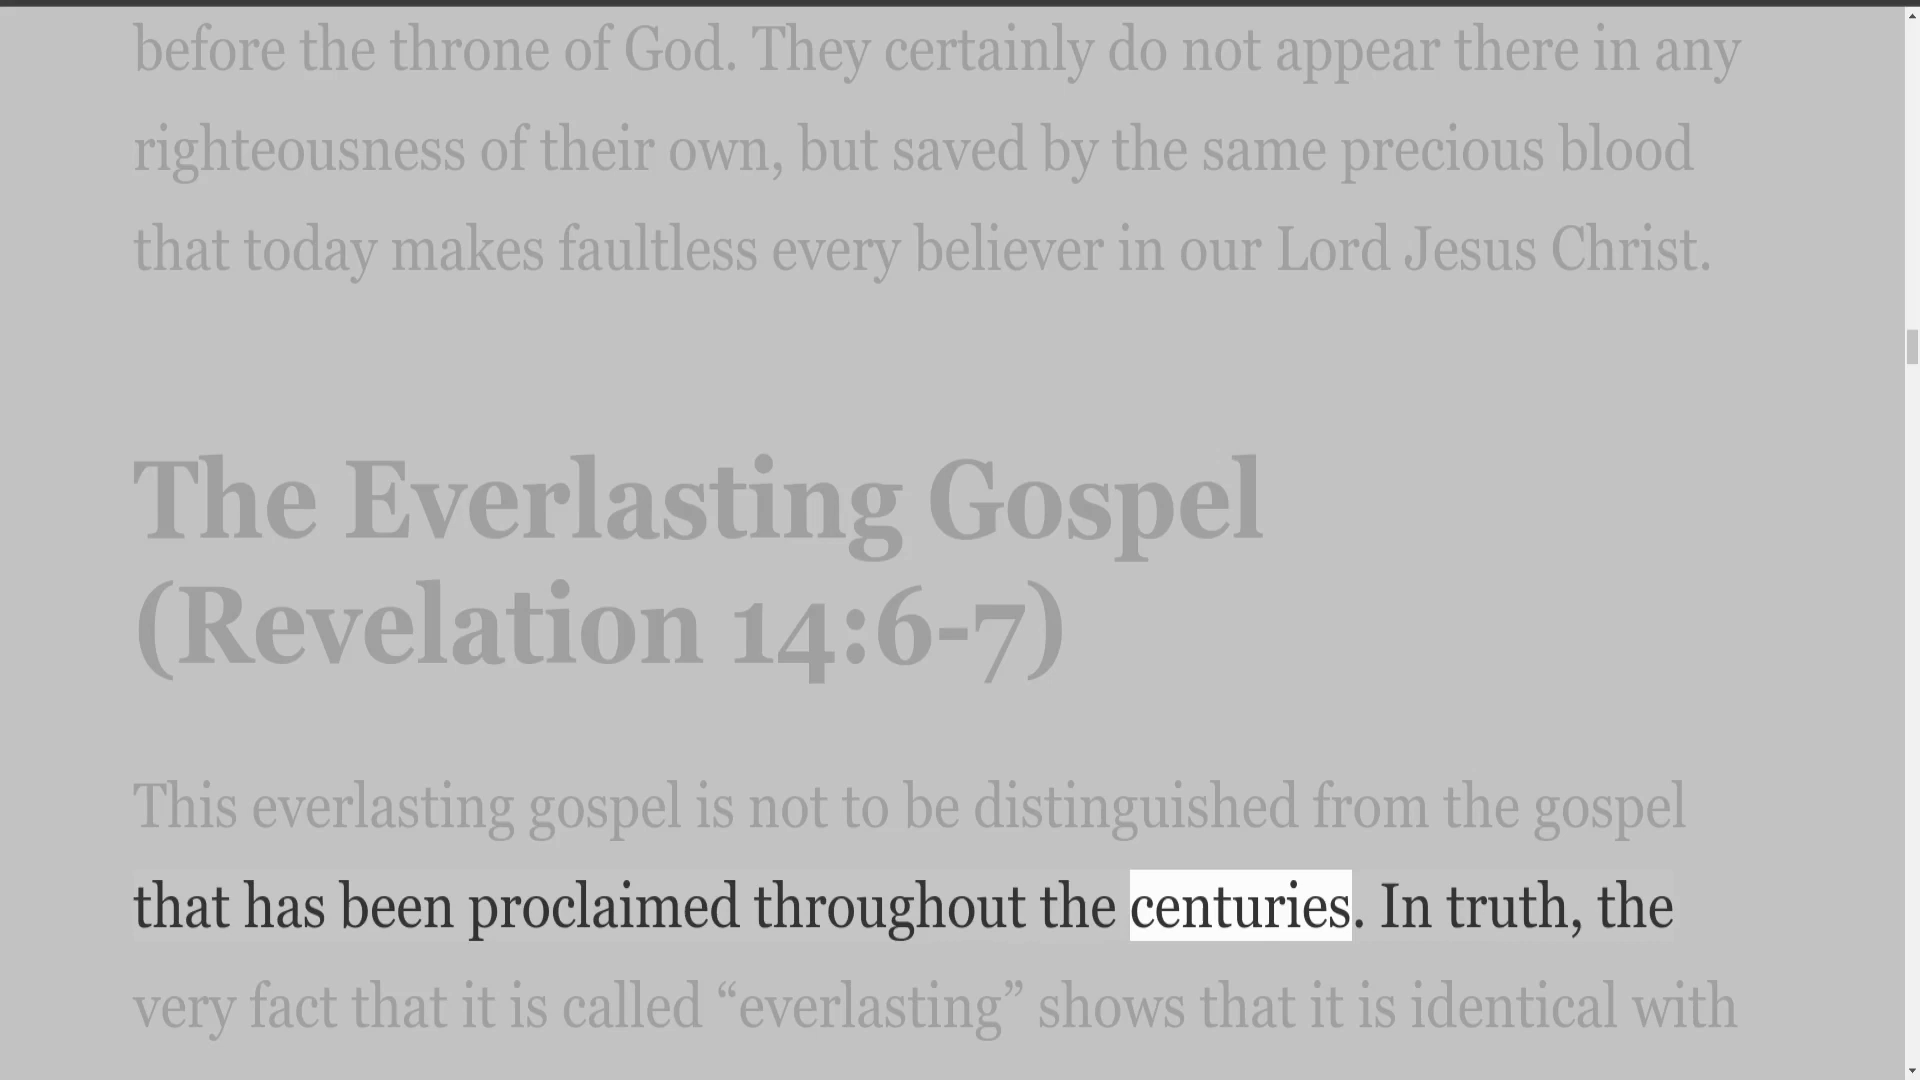 before the throne of God. They certainly do not appear there in any
righteousness of their own, but saved by the same precious blood
that today makes faultless every believer in our Lord Jesus Christ.
The Everlasting Gospel
(Revelation 14:6-7)
This everlasting gospel is not to be distinguished from the gospel
that has been proclaimed throughout the centuries. In truth, the
very fact that it is called “everlasting” shows that it is identical with